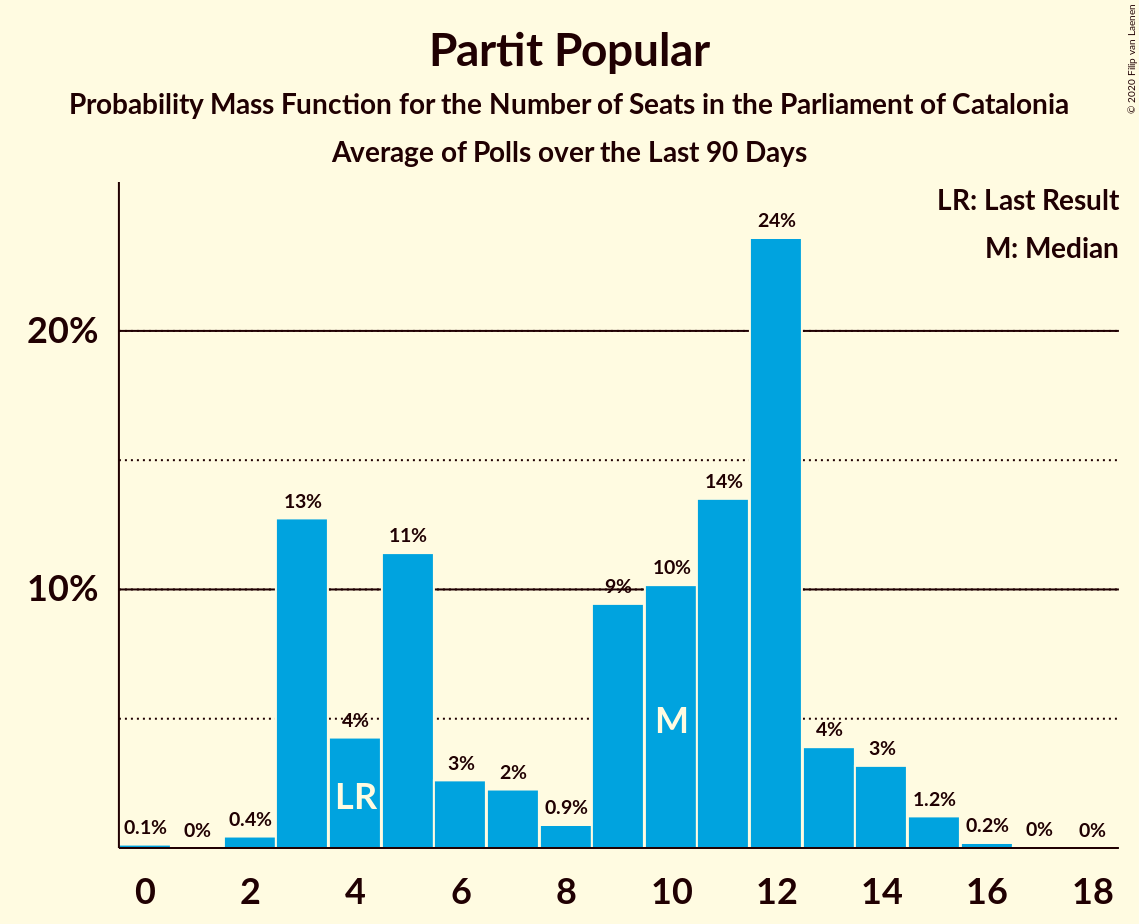 Partit Popular
Probability Mass Function for the Number of Seats in the Parliament of Catalonia
Average of Polls over the Last 90 Days
© 2020 Filip van Laenen
LR: Last Result
M: Median
24%
20%
14%
13%
11%
10%
10%
9%
M
4%
4%
3%
3%
2%
LR
1.2%
0.9%
0.4%
0.2%
0.1%
0%
0%
0%
0 2 4 6 8 10 12 14 16 18